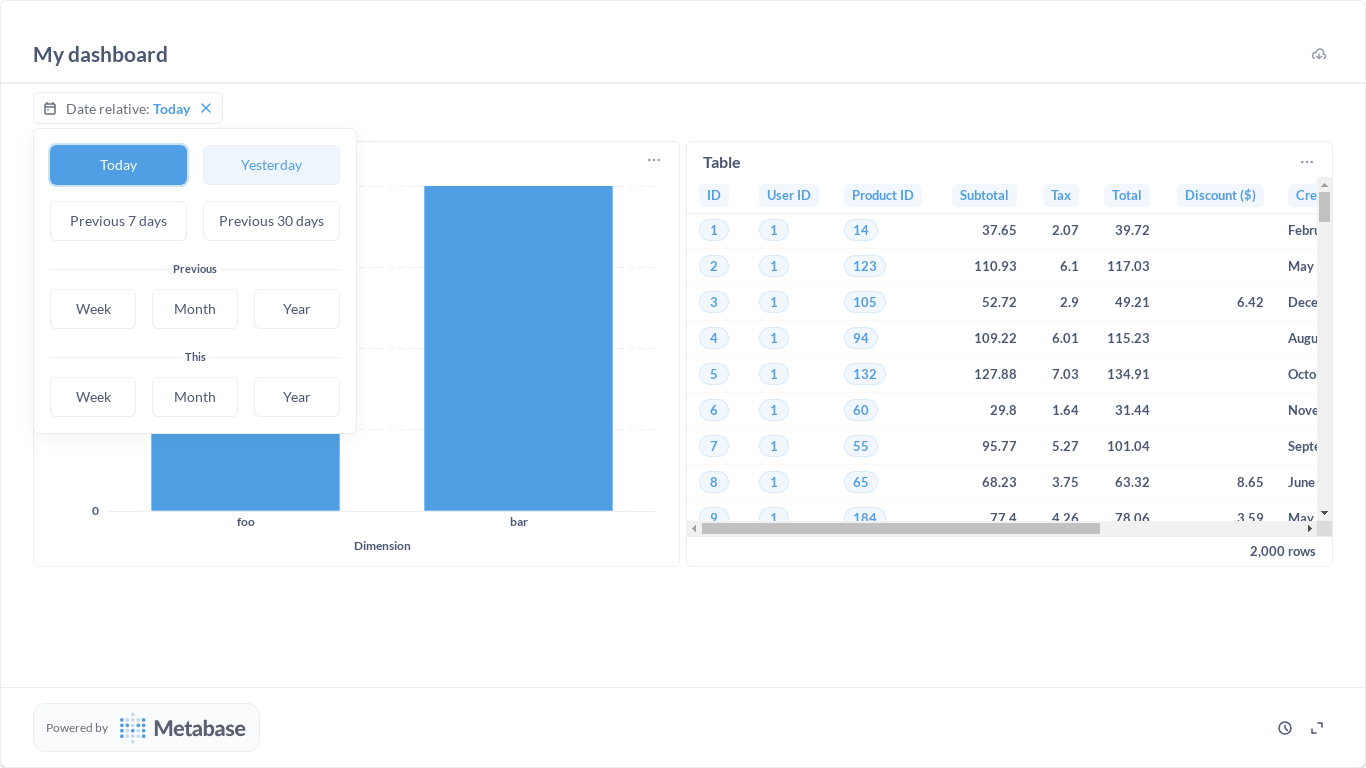 My dashboard
Date relative: Today
Today Yesterday
Previous 7 days Previous 30 days
Previous
Week Month Year
This
Week Month Year
0
foo bar
Dimension
Table
ID User ID Product ID Subtotal Tax Total Discount ($) Cre
1 1 14 37.65 2.07 39.72 Febru
2 1 123 110.93 6.1 117.03 May
3 1 105 52.72 2.9 49.21 6.42 Dece
4 1 94 109.22 6.01 115.23 Augu
5 1 132 127.88 7.03 134.91 Octo
6 1 60 29.8 1.64 31.44 Nove
7 1 55 95.77 5.27 101.04 Septe
8 1 65 68.23 3.75 63.32 8.65 June
9 1 184 77.4 4.26 78.06 3.59 May
2,000 rows
Powered by Metabase